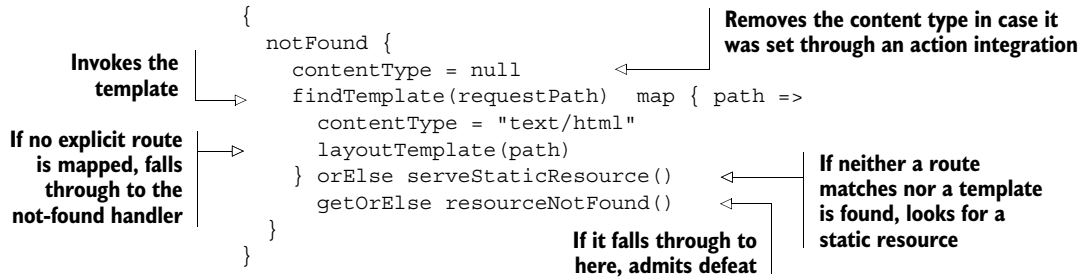 {
notFound {
contentType = null
findTemplate(requestPath) map { path =>
contentType = "text/html"
layoutTemplate(path)
} orElse serveStaticResource()
getOrElse resourceNotFound()
}
}
Removes the content type in case it
was set through an action integration
Invokes the
template
If no explicit route
is mapped, falls
through to the
not-found handler
If neither a route
matches nor a template
is found, looks for a
static resource
If it falls through to
here, admits defeat